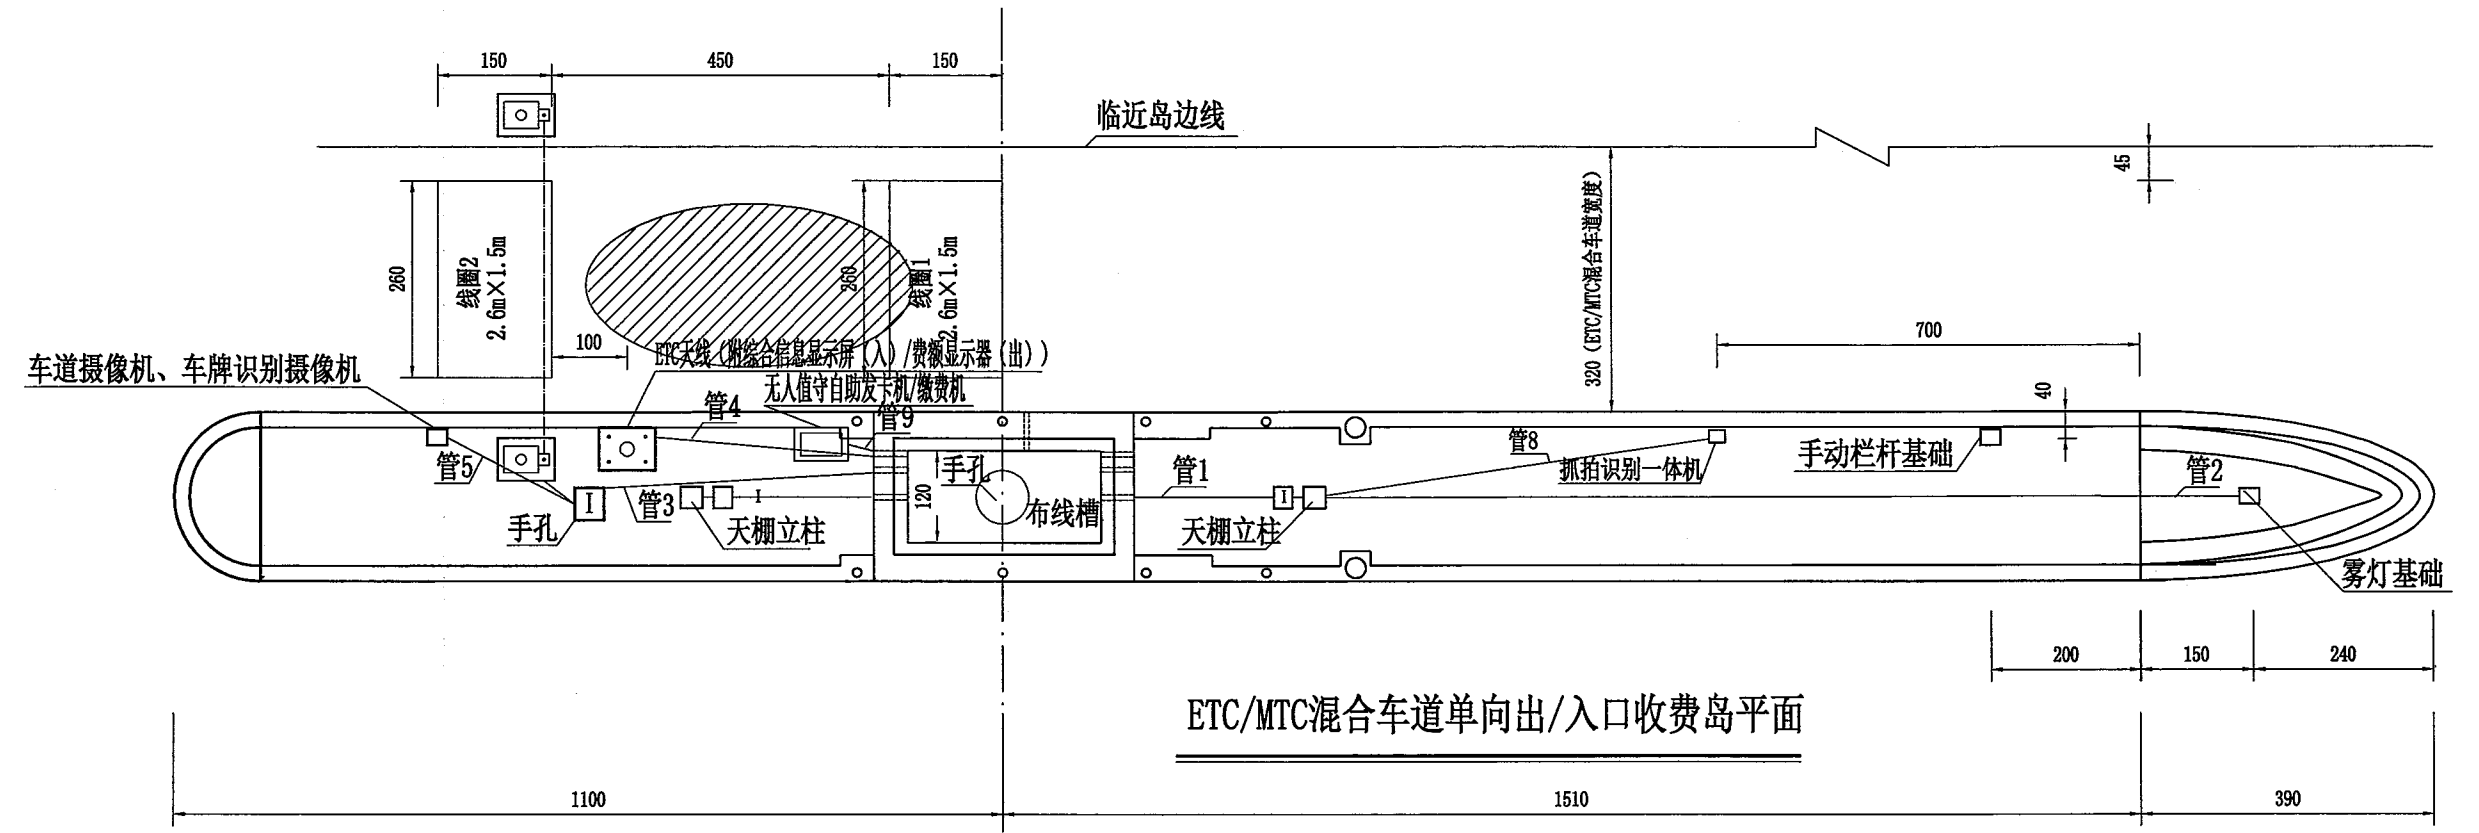 150
450
150
临近岛边线
45
260
线圈2
2.6m×1.5m
260
线圈1
2.6m×1.5m
320（ETC/MTC混合车道宽度）
700
100
ETC天线（附综合信息显示屏（入）/费额显示器（出））
车道摄像机、车牌识别摄像机
无人值守自助发卡机/缴费机
40
管4
管9
管8
手动栏杆基础
管5
手孔
管1
抓拍识别一体机
管2
I
管3
I
120
布线槽
I
手孔
天棚立柱
天棚立柱
雾灯基础
200
150
240
ETC/MTC混合车道单向出/入口收费岛平面
1100
1510
390